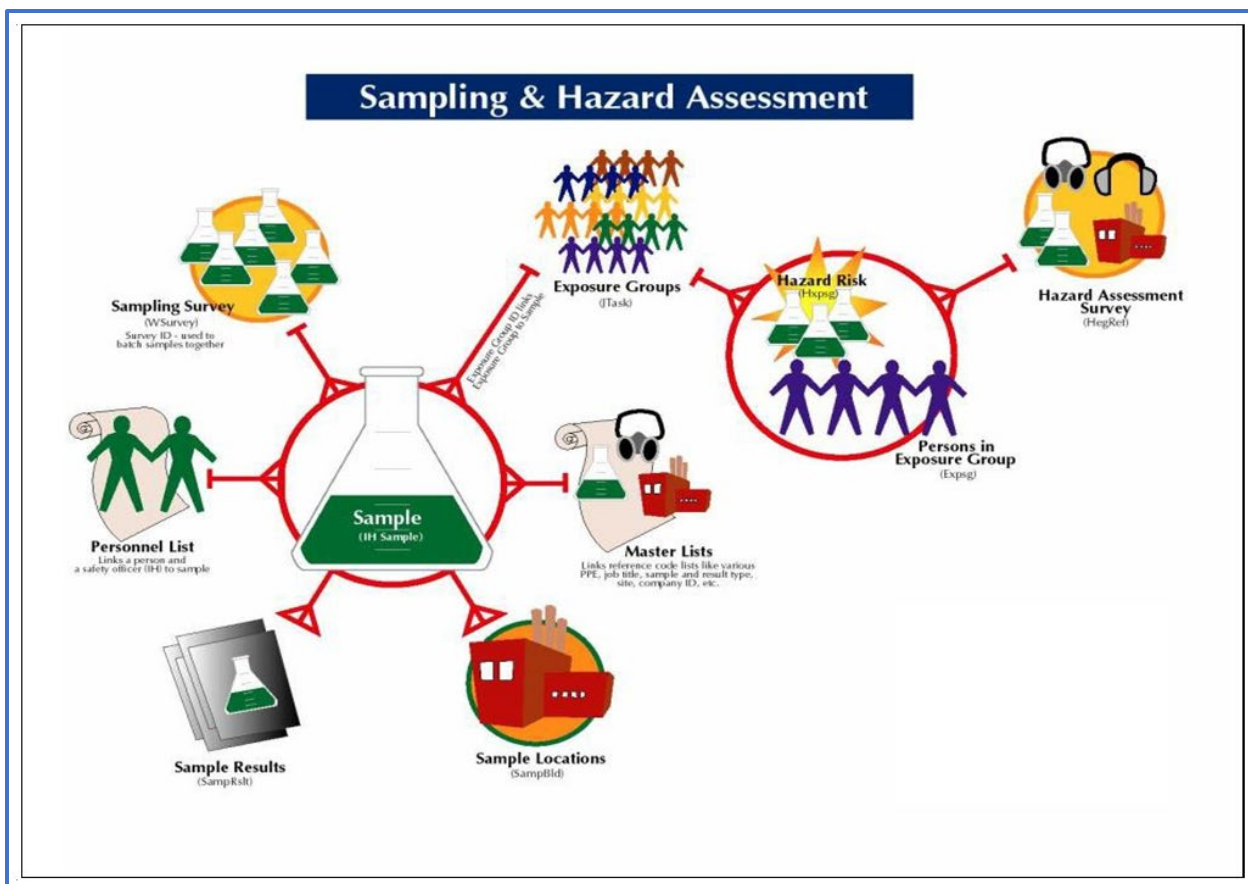 Sampling & Hazard Assessment
Sampling Survey
(WSurvey)
Survey ID - used to
batch samples together
Exposure Groups
(JTask)
Exposure Group ID links
Exposure Group to Sample
Hazard Risk
(Hxpsg)
Hazard Assessment
Survey
(HegRef)
Persons in
Exposure Group
(Expsg)
Personnel List
Links a person and
a safety officer (IH) to sample
Sample
(IH Sample)
Master Lists
Links reference code lists like various
PPE, job title, sample and result type,
site, company ID, etc.
Sample Results
(SampRslt)
Sample Locations
(SampBld)